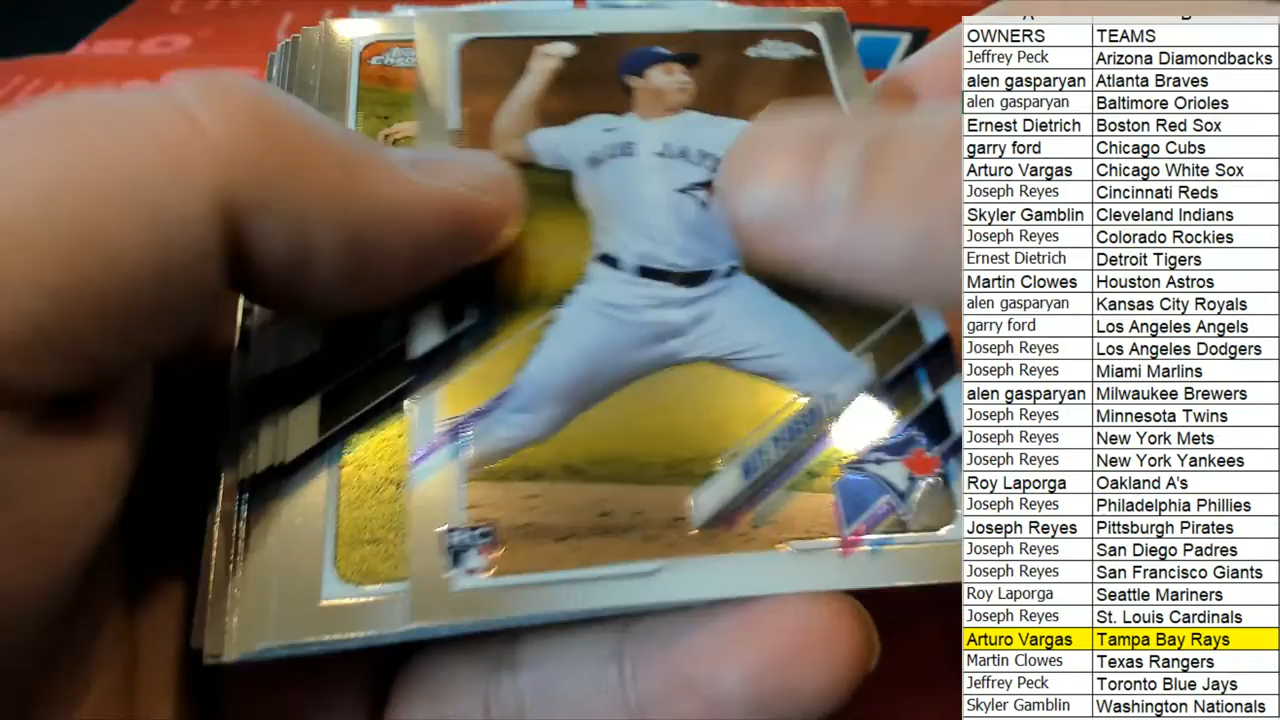 OWNERS TEAMS
Jeffrey Peck Arizona Diamondbacks
alen gasparyan Atlanta Braves
alen gasparyan Baltimore Orioles
Ernest Dietrich Boston Red Sox
garry ford Chicago Cubs
Arturo Vargas Chicago White Sox
Joseph Reyes Cincinnati Reds
Skyler Gamblin Cleveland Indians
Joseph Reyes Colorado Rockies
Ernest Dietrich Detroit Tigers
Martin Clowes Houston Astros
alen gasparyan Kansas City Royals
garry ford Los Angeles Angels
Joseph Reyes Los Angeles Dodgers
Joseph Reyes Miami Marlins
alen gasparyan Milwaukee Brewers
Joseph Reyes Minnesota Twins
Joseph Reyes New York Mets
Joseph Reyes New York Yankees
Roy Laporga Oakland A's
Joseph Reyes Philadelphia Phillies
Joseph Reyes Pittsburgh Pirates
Joseph Reyes San Diego Padres
Joseph Reyes San Francisco Giants
Roy Laporga Seattle Mariners
Joseph Reyes St. Louis Cardinals
Arturo Vargas Tampa Bay Rays
Martin Clowes Texas Rangers
Jeffrey Peck Toronto Blue Jays
Skyler Gamblin Washington Nationals
BLUE JAYS
RC